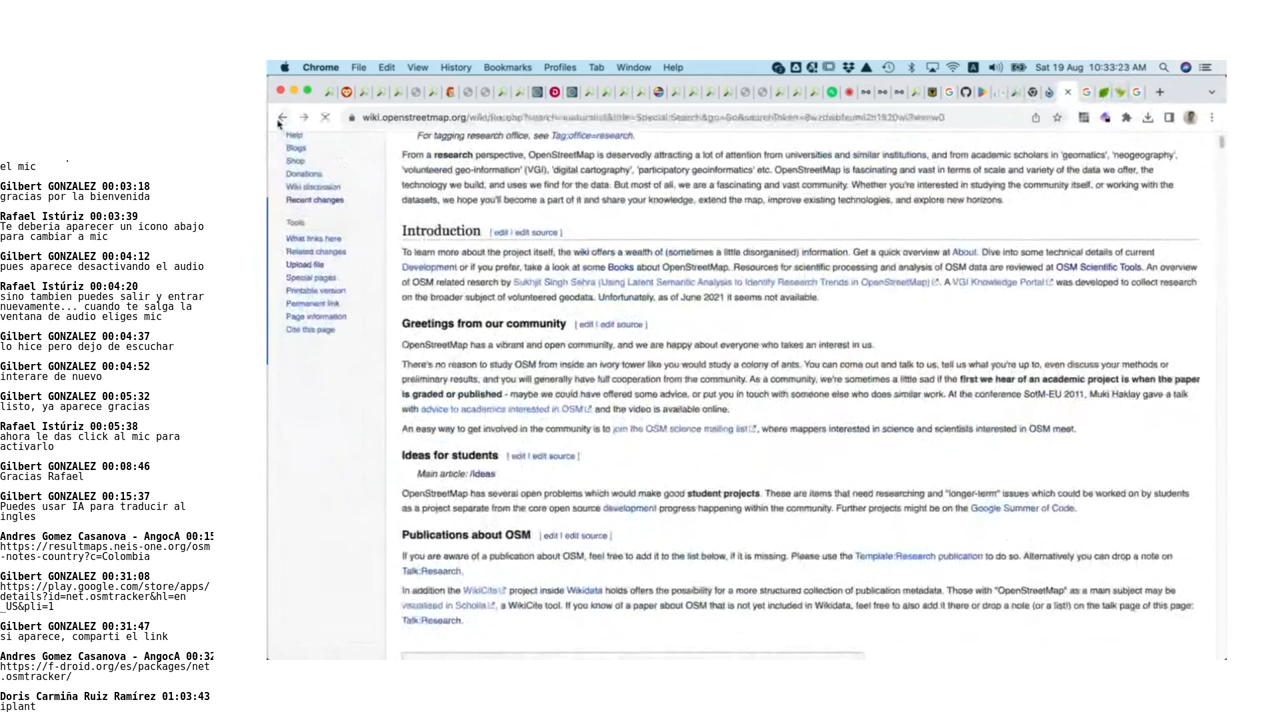 el mic
Gilbert GONZALEZ 00:03:18
gracias por la bienvenida
Rafael Istúriz 00:03:39
Te deberia aparecer un icono abajo
para cambiar a mic
Gilbert GONZALEZ 00:04:12
pues aparece desactivando el audio
Rafael Istúriz 00:04:20
sino tambien puedes salir y entrar
nuevamente... cuando te salga la
ventana de audio eliges mic
Gilbert GONZALEZ 00:04:37
lo hice pero dejo de escuchar
Gilbert GONZALEZ 00:04:52
interare de nuevo
Gilbert GONZALEZ 00:05:32
listo, ya aparece gracias
Rafael Istúriz 00:05:38
ahora le das click al mic para
activarlo
Gilbert GONZALEZ 00:08:46
Gracias Rafael
Gilbert GONZALEZ 00:15:37
Puedes usar IA para traducir al
ingles
Andres Gomez Casanova - AngocA 00:15
https://resultmaps.neis-one.org/osm
-notes-country?c=Colombia
Gilbert GONZALEZ 00:31:08
https://play.google.com/store/apps/
details?id=net.osmtracker&hl=en
_US&pli=1
Gilbert GONZALEZ 00:31:47
si aparece, comparti el link
Andres Gomez Casanova - AngocA 00:32
https://f-droid.org/es/packages/net
.osmtracker/
Doris Carmiña Ruiz Ramírez 01:03:43
iplant
Chrome File Edit View History Bookmarks Profiles Tab Window Help
Sat 19 Aug 10:33:23 AM
wiki.openstreetmap.org/
Help
Blogs
Shop
Donations
Wiki discussion
Recent changes
Tools
What links here
Related changes
Upload file
Special pages
Printable version
Permanent link
Page information
Cite this page
For tagging research office, see Tag:office=research.
From a research perspective, OpenStreetMap is deservedly attracting a lot of attention from universities and similar institutions, and from academic scholars in 'geomatics', 'neogeography',
'volunteered geo-information' (VGI), 'digital cartography', 'participatory geoinformatics' etc. OpenStreetMap is fascinating and vast in terms of scale and variety of the data we offer, the
technology we build, and uses we find for the data. But most of all, we are a fascinating and vast community. Whether you're interested in studying the community itself, or working with the
datasets, we hope you'll become a part of it and share your knowledge, extend the map, improve existing technologies, and explore new horizons.
Introduction [ edit | edit source ]
To learn more about the project itself, the wiki offers a wealth of (sometimes a little disorganised) information. Get a quick overview at About. Dive into some technical details of current
Development or if you prefer, take a look at some Books about OpenStreetMap. Resources for scientific processing and analysis of OSM data are reviewed at OSM Scientific Tools. An overview
of OSM related reserch by Sukhjit Singh Sehra (Using Latent Semantic Analysis to Identify Research Trends in OpenStreetMap). A VGI Knowledge Portal was developed to collect research
on the broader subject of volunteered geodata. Unfortunately, as of June 2021 it seems not available.
Greetings from our community [ edit | edit source ]
OpenStreetMap has a vibrant and open community, and we are happy about everyone who takes an interest in us.
There's no reason to study OSM from inside an ivory tower like you would study a colony of ants. You can come out and talk to us, tell us what you're up to, even discuss your methods or
preliminary results, and you will generally have full cooperation from the community. As a community, we're sometimes a little sad if the first we hear of an academic project is when the paper
is graded or published - maybe we could have offered some advice, or put you in touch with someone else who does similar work. At the conference SotM-EU 2011, Muki Haklay gave a talk
with advice to academics interested in OSM and the video is available online.
An easy way to get involved in the community is to join the OSM science mailing list, where mappers interested in science and scientists interested in OSM meet.
Ideas for students [ edit | edit source ]
Main article: /Ideas
OpenStreetMap has several open problems which would make good student projects. These are items that need researching and "longer-term" issues which could be worked on by students
as a project separate from the core open source development progress happening within the community. Further projects might be on the Google Summer of Code.
Publications about OSM [ edit | edit source ]
If you are aware of a publication about OSM, feel free to add it to the list below, if it is missing. Please use the Template:Research publication to do so. Alternatively you can drop a note on
Talk:Research.
In addition the WikiCite project inside Wikidata holds offers the possibility for a more structured collection of publication metadata. Those with "OpenStreetMap" as a main subject may be
visualised in Scholia, a WikiCite tool. If you know of a paper about OSM that is not yet included in Wikidata, feel free to also add it there or drop a note (or a list!) on the talk page of this page:
Talk:Research.